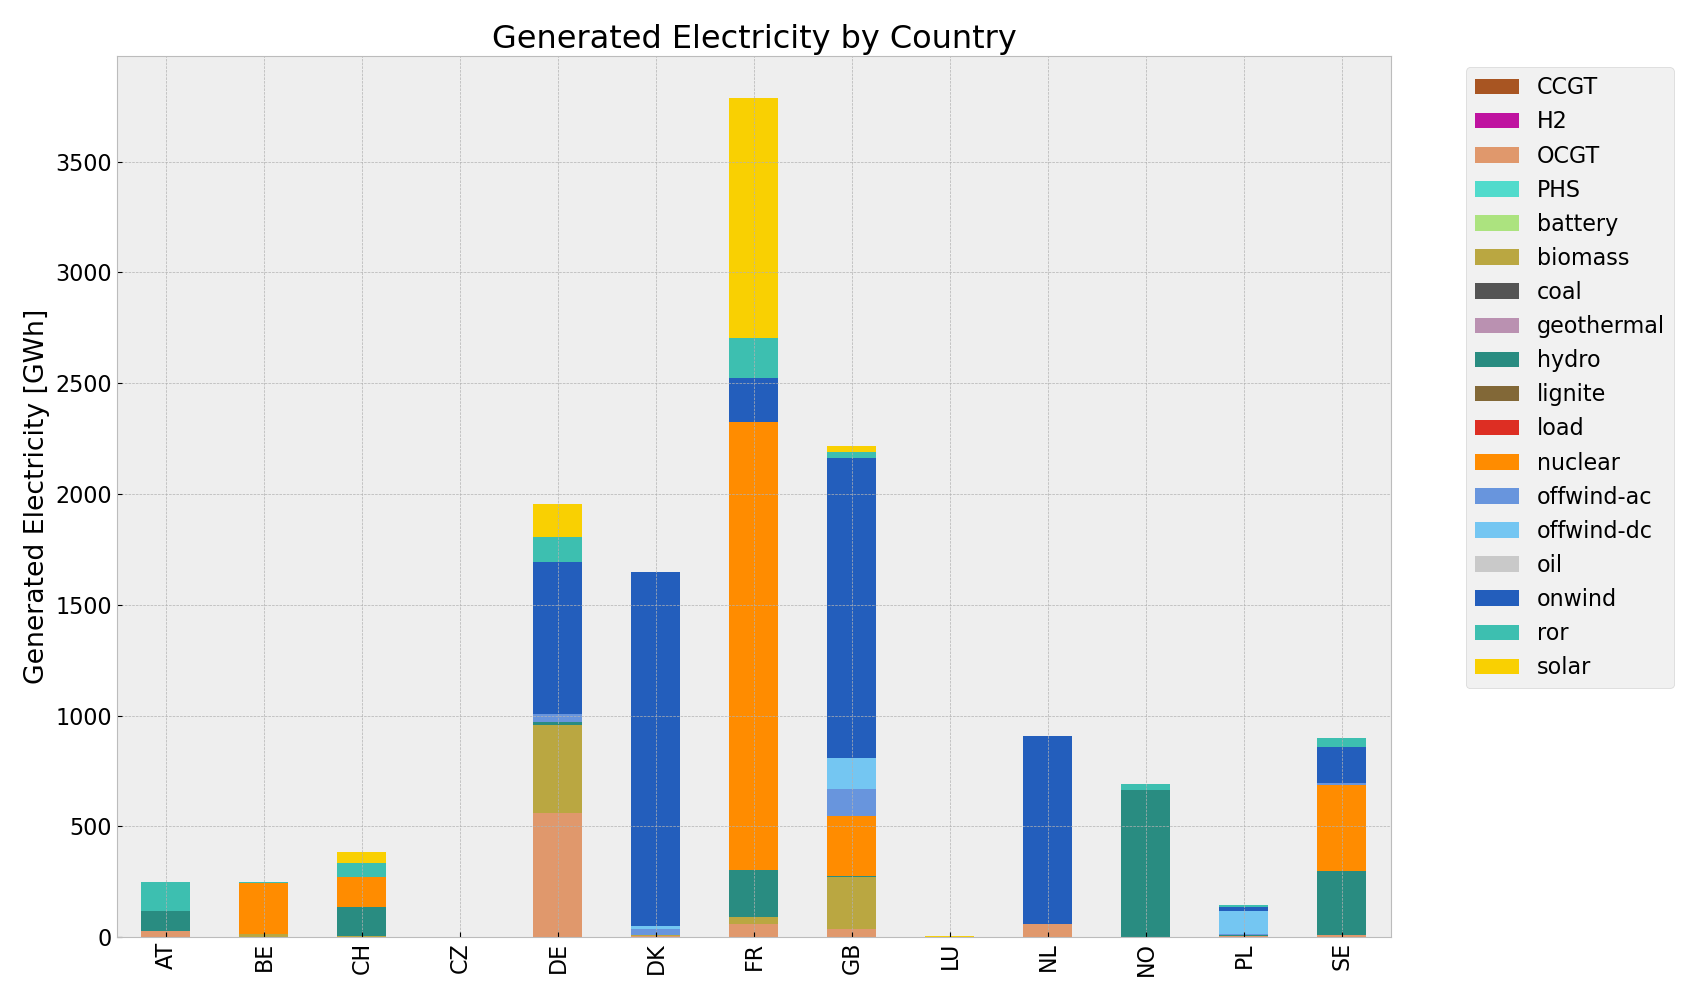 Generated Electricity by Country
Generated Electricity [GWh]
3500
3000
2500
2000
1500
1000
500
0
AT
BE
CH
CZ
DE
DK
FR
GB
LU
NL
NO
PL
SE
CCGT
H2
OCGT
PHS
battery
biomass
coal
geothermal
hydro
lignite
load
nuclear
offwind-ac
offwind-dc
oil
onwind
ror
solar